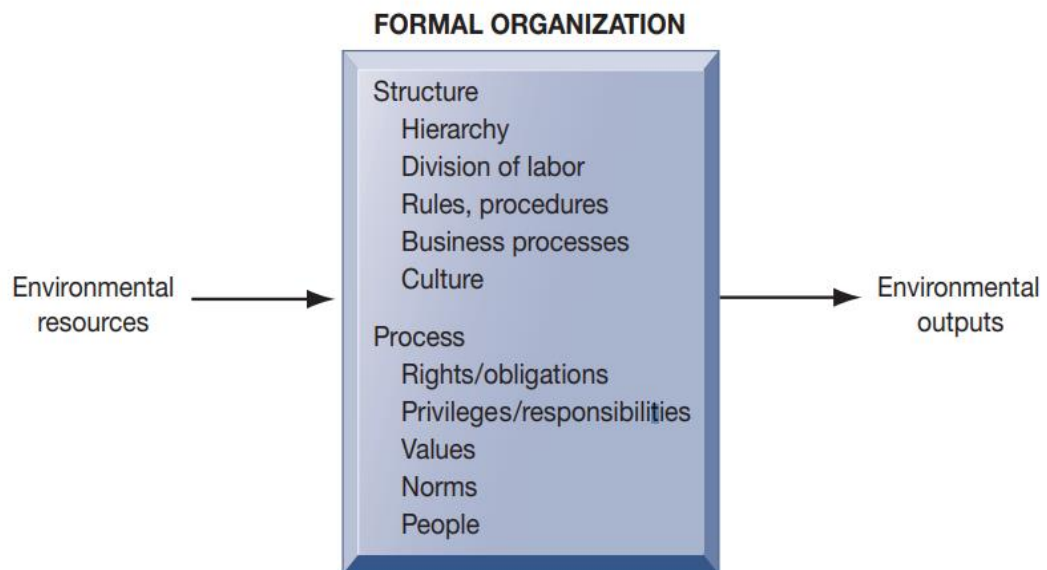 FORMAL ORGANIZATION
Structure
Hierarchy
Division of labor
Rules, procedures
Business processes
Culture
Environmental
resources
Environmental
outputs
Process
Rights/obligations
Privileges/responsibilities
Values
Norms
People